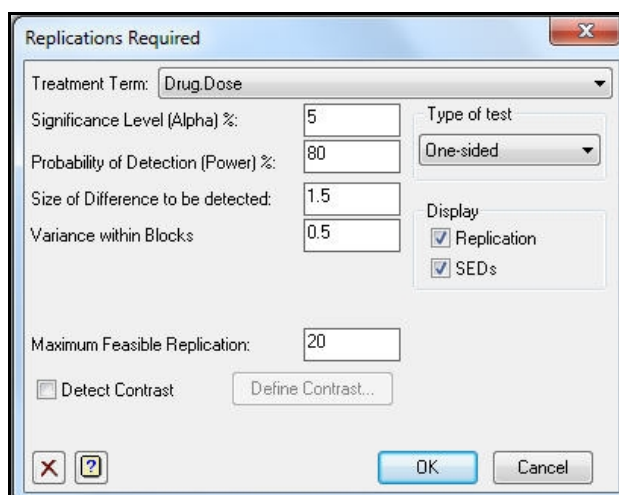 Replications Required
Treatment Term: Drug.Dose
Significance Level (Alpha) %: 5
Type of test
Probability of Detection (Power) %: 80
One-sided
Size of Difference to be detected: 1.5
Display
Variance within Blocks 0.5
Replication
SEDs
Maximum Feasible Replication: 20
Detect Contrast Define Contrast...
OK Cancel